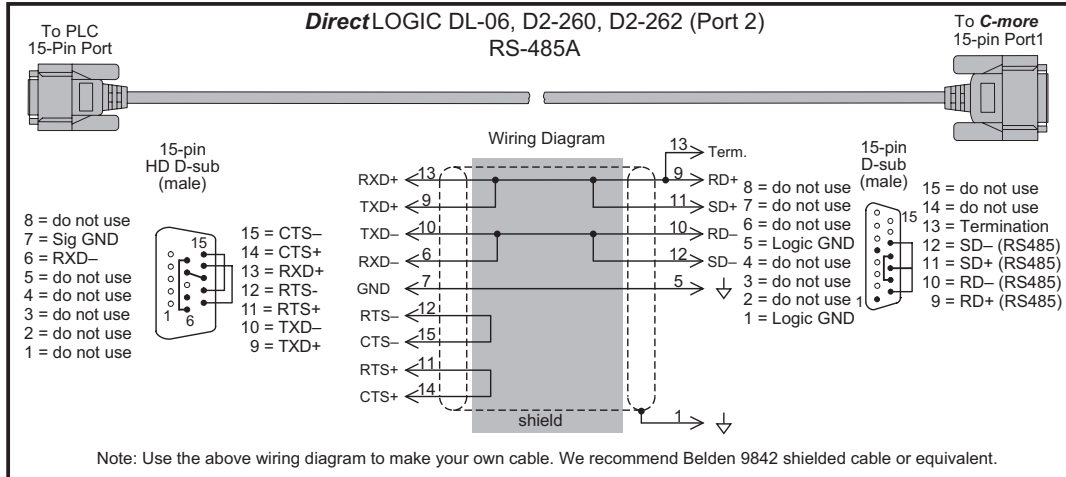 DirectLOGIC DL-06, D2-260, D2-262 (Port 2)
RS-485A
To PLC
15-Pin Port
To C-more
15-pin Port1
15-pin
HD D-sub
(male)
8 = do not use
7 = Sig GND
6 = RXD–
5 = do not use
4 = do not use
3 = do not use
2 = do not use
1 = do not use
15
1
6
15 = CTS–
14 = CTS+
13 = RXD+
12 = RTS-
11 = RTS+
10 = TXD–
9 = TXD+
Wiring Diagram
RXD+ 13
TXD+ 9
TXD– 10
RXD– 6
GND 7
RTS– 12
CTS– 15
RTS+ 11
CTS+ 14
shield
13 Term.
9 RD+
11 SD+
10 RD–
12 SD–
5
1
8 = do not use
7 = do not use
6 = do not use
5 = Logic GND
4 = do not use
3 = do not use
2 = do not use
1 = Logic GND
15-pin
D-sub
(male)
15
1
15 = do not use
14 = do not use
13 = Termination
12 = SD– (RS485)
11 = SD+ (RS485)
10 = RD– (RS485)
9 = RD+ (RS485)
Note: Use the above wiring diagram to make your own cable. We recommend Belden 9842 shielded cable or equivalent.